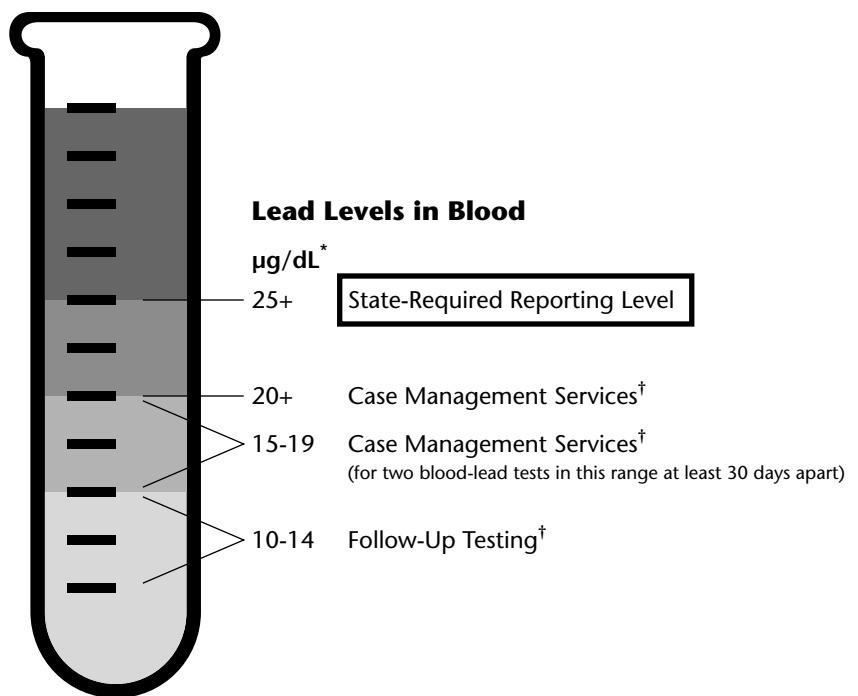 Lead Levels in Blood
µg/dL*
25+ State-Required Reporting Level
20+ Case Management Services†
15-19 Case Management Services†
(for two blood-lead tests in this range at least 30 days apart)
10-14 Follow-Up Testing†